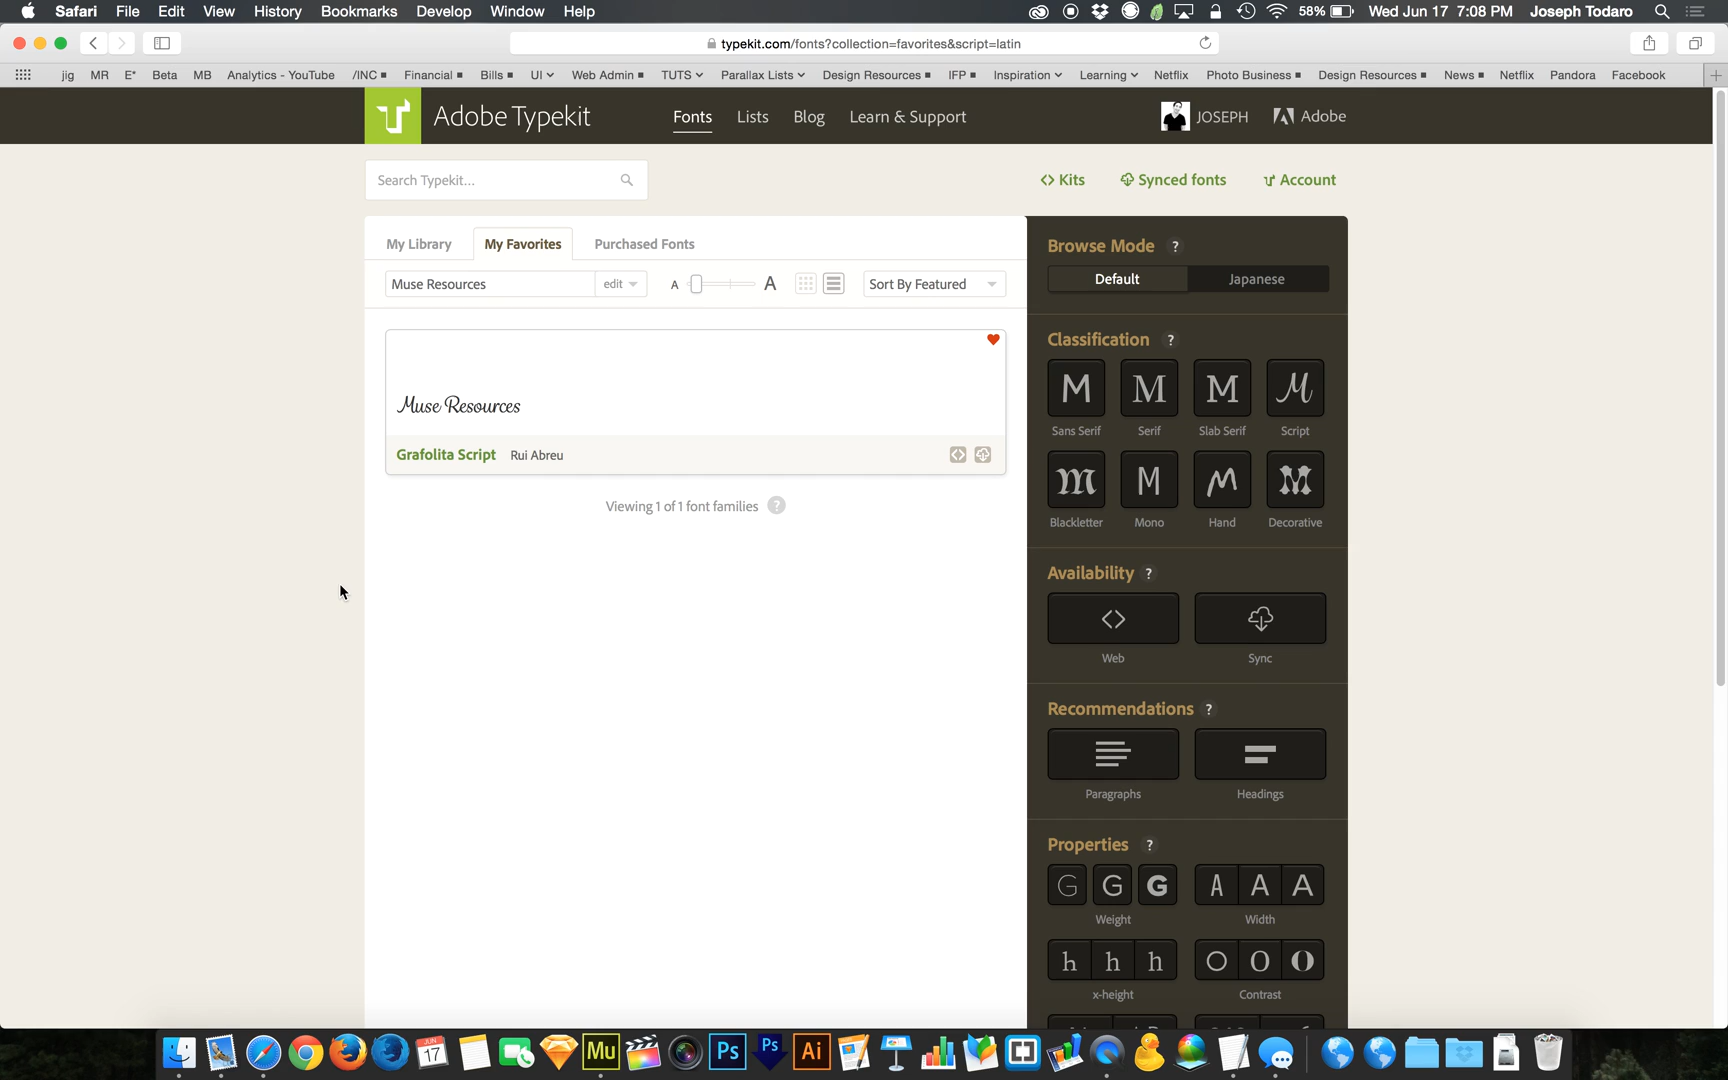 Safari File Edit View History Bookmarks Develop Window Help 58% Wed Jun 17 7:08 PM Joseph Todaro
typekit.com/fonts?collection=favorites&script=latin
jig MR E* Beta MB Analytics - YouTube /INC Financial Bills UI Web Admin TUTS Parallax Lists Design Resources IFP Inspiration Learning Netflix Photo Business Design Resources News Netflix Pandora Facebook
Adobe Typekit Fonts Lists Blog Learn & Support JOSEPH Adobe
Search Typekit... Kits Synced fonts Account
My Library My Favorites Purchased Fonts
Muse Resources edit A A Sort By Featured
Muse Resources
Grafolita Script Rui Abreu
Viewing 1 of 1 font families ?
Browse Mode ?
Default Japanese
Classification ?
M M M M
Sans Serif Serif Slab Serif Script
M M M M
Blackletter Mono Hand Decorative
Availability ?
Web Sync
Recommendations ?
Paragraphs Headings
Properties ?
G G G A A A
Weight Width
h h h O O O
x-height Contrast
JUN
17 Mu Ps Ps Ai